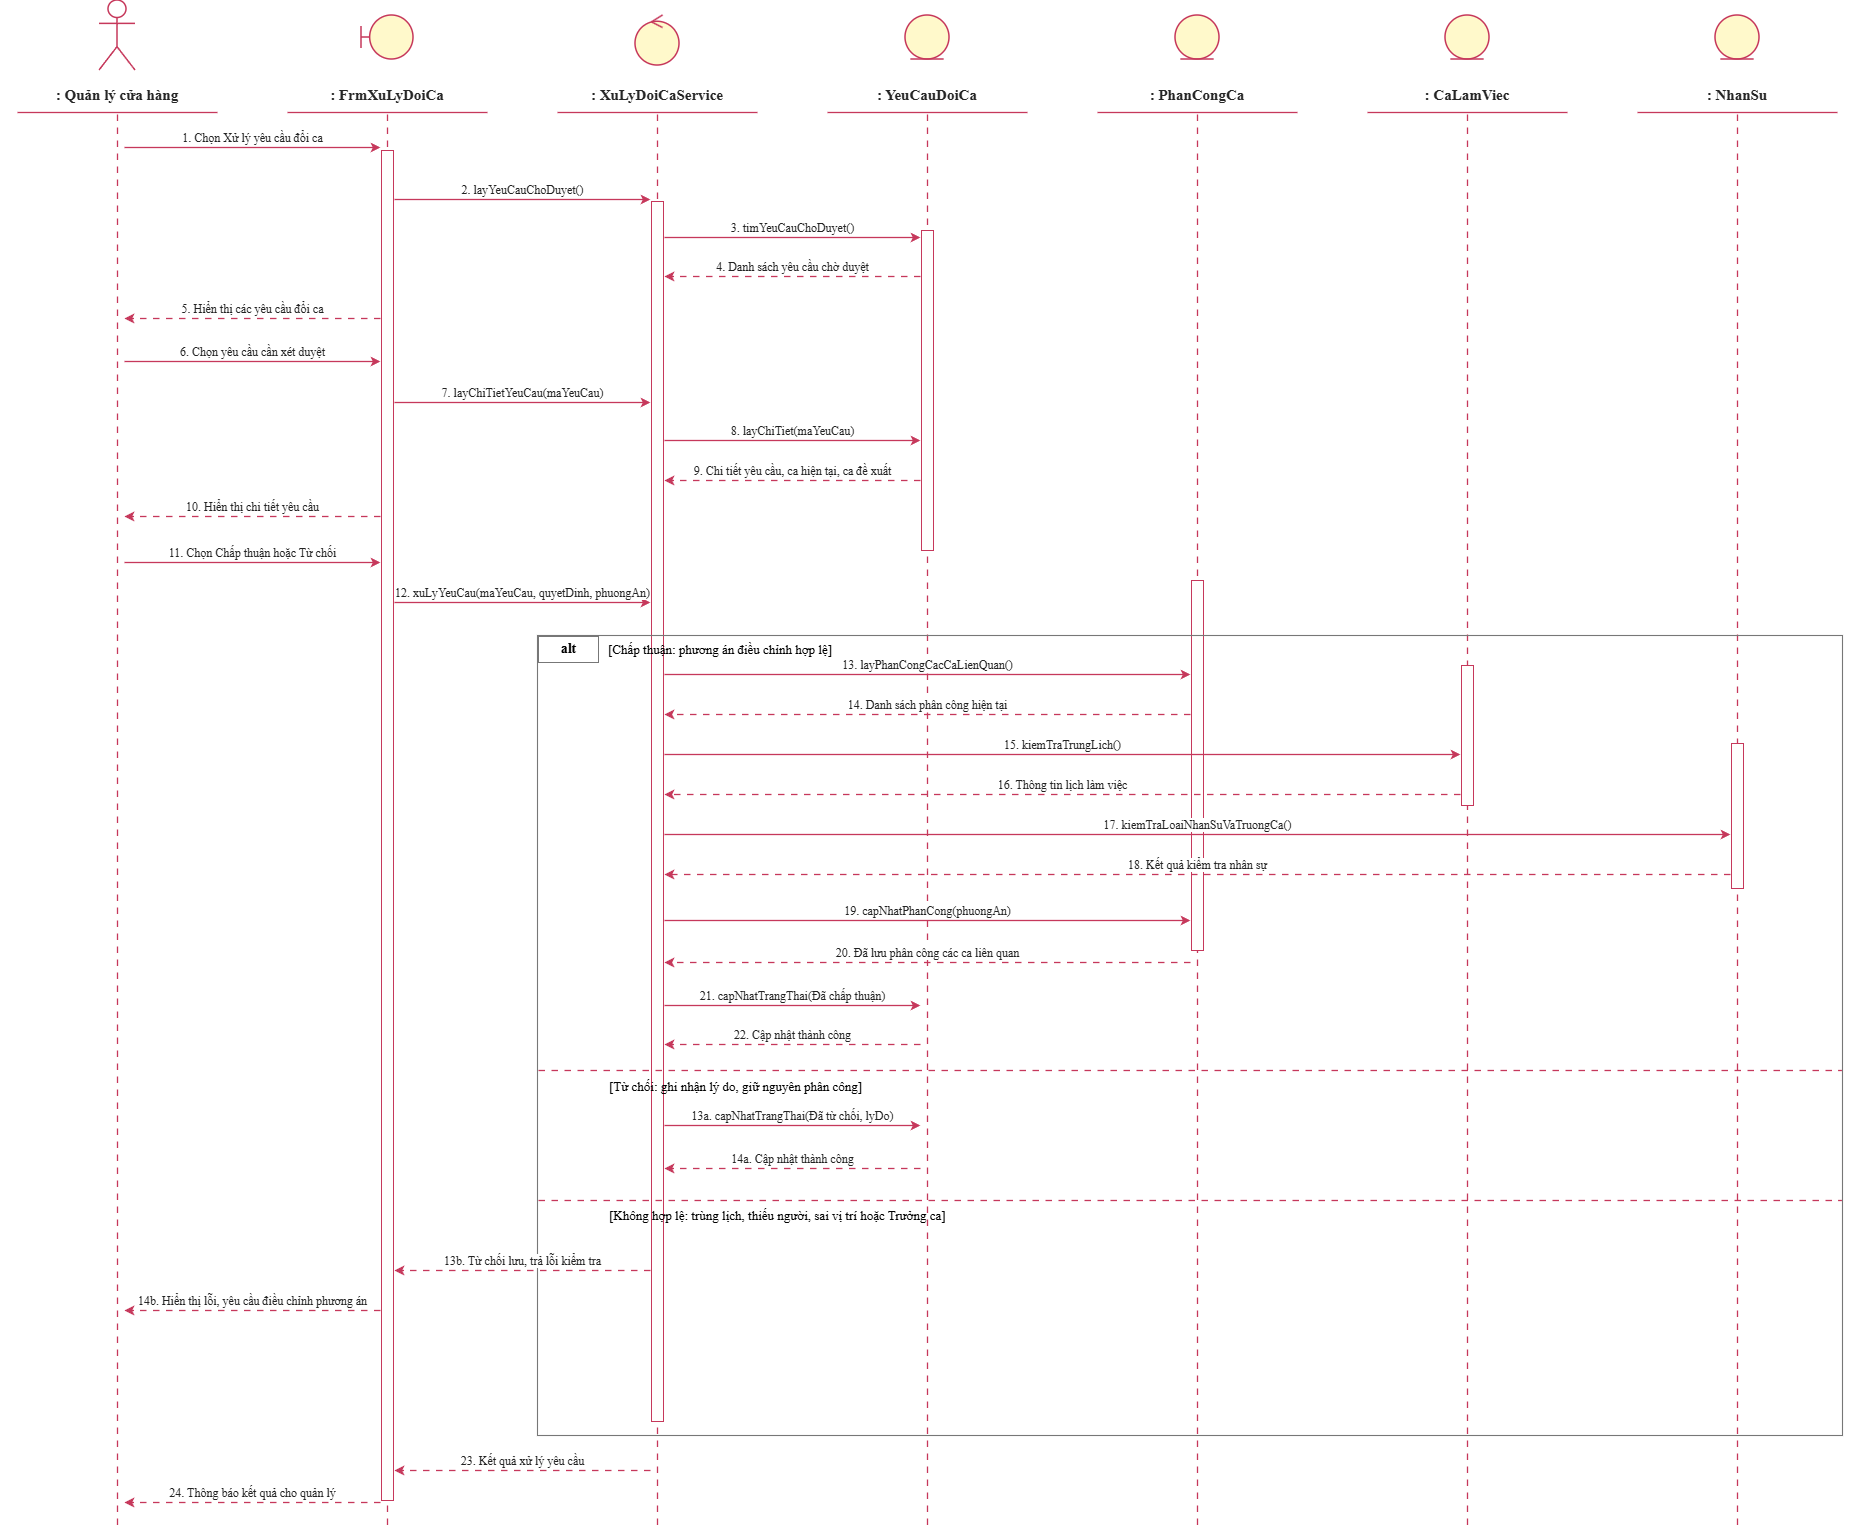 : Quản lý cửa hàng
: FrmXuLyDoiCa
: XuLyDoiCaService
: YeuCauDoiCa
: PhanCongCa
: CaLamViec
: NhanSu
1. Chọn Xử lý yêu cầu đổi ca
2. layYeuCauChoDuyet()
3. timYeuCauChoDuyet()
4. Danh sách yêu cầu chờ duyệt
5. Hiển thị các yêu cầu đổi ca
6. Chọn yêu cầu cần xét duyệt
7. layChiTietYeuCau(maYeuCau)
8. layChiTiet(maYeuCau)
9. Chi tiết yêu cầu, ca hiện tại, ca đề xuất
10. Hiển thị chi tiết yêu cầu
11. Chọn Chấp thuận hoặc Từ chối
12. xuLyYeuCau(maYeuCau, quyetDinh, phuongAn)
alt
[Chấp thuận: phương án điều chỉnh hợp lệ]
13. layPhanCongCacCaLienQuan()
14. Danh sách phân công hiện tại
15. kiemTraTrungLich()
16. Thông tin lịch làm việc
17. kiemTraLoaiNhanSuVaTruongCa()
18. Kết quả kiểm tra nhân sự
19. capNhatPhanCong(phuongAn)
20. Đã lưu phân công các ca liên quan
21. capNhatTrangThai(Đã chấp thuận)
22. Cập nhật thành công
[Từ chối: ghi nhận lý do, giữ nguyên phân công]
13a. capNhatTrangThai(Đã từ chối, lyDo)
14a. Cập nhật thành công
[Không hợp lệ: trùng lịch, thiếu người, sai vị trí hoặc Trưởng ca]
13b. Từ chối lưu, trả lỗi kiểm tra
14b. Hiển thị lỗi, yêu cầu điều chỉnh phương án
23. Kết quả xử lý yêu cầu
24. Thông báo kết quả cho quản lý